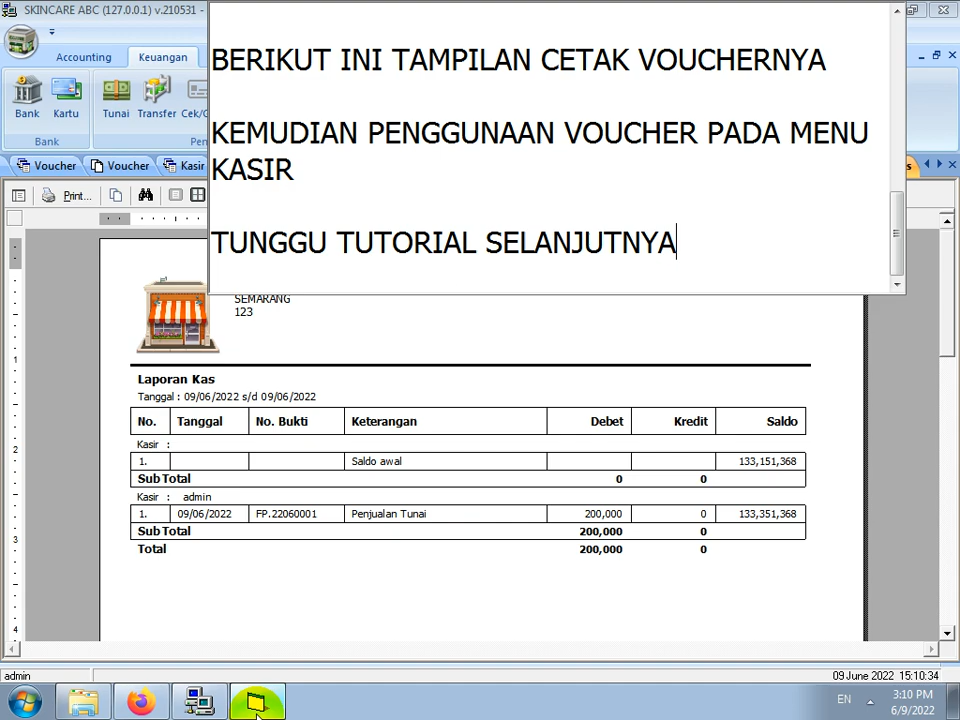 SKINCARE ABC (127.0.0.1) v.210531 -
BERIKUT INI TAMPILAN CETAK VOUCHERNYA
KEMUDIAN PENGGUNAAN VOUCHER PADA MENU
KASIR
TUNGGU TUTORIAL SELANJUTNYA
Accounting Keuangan
Bank Kartu Tunai Transfer
Bank
Voucher Voucher Kasir
Print...
SEMARANG
123
Laporan Kas
Tanggal : 09/06/2022 s/d 09/06/2022
No. Tanggal No. Bukti Keterangan Debet Kredit Saldo
Kasir :
1. Saldo awal 133,151,368
Sub Total 0 0
Kasir : admin
1. 09/06/2022 FP.22060001 Penjualan Tunai 200,000 0 133,351,368
Sub Total 200,000 0
Total 200,000 0
1
2
3
4
admin 09 June 2022 15:10:34
EN 3:10 PM
6/9/2022